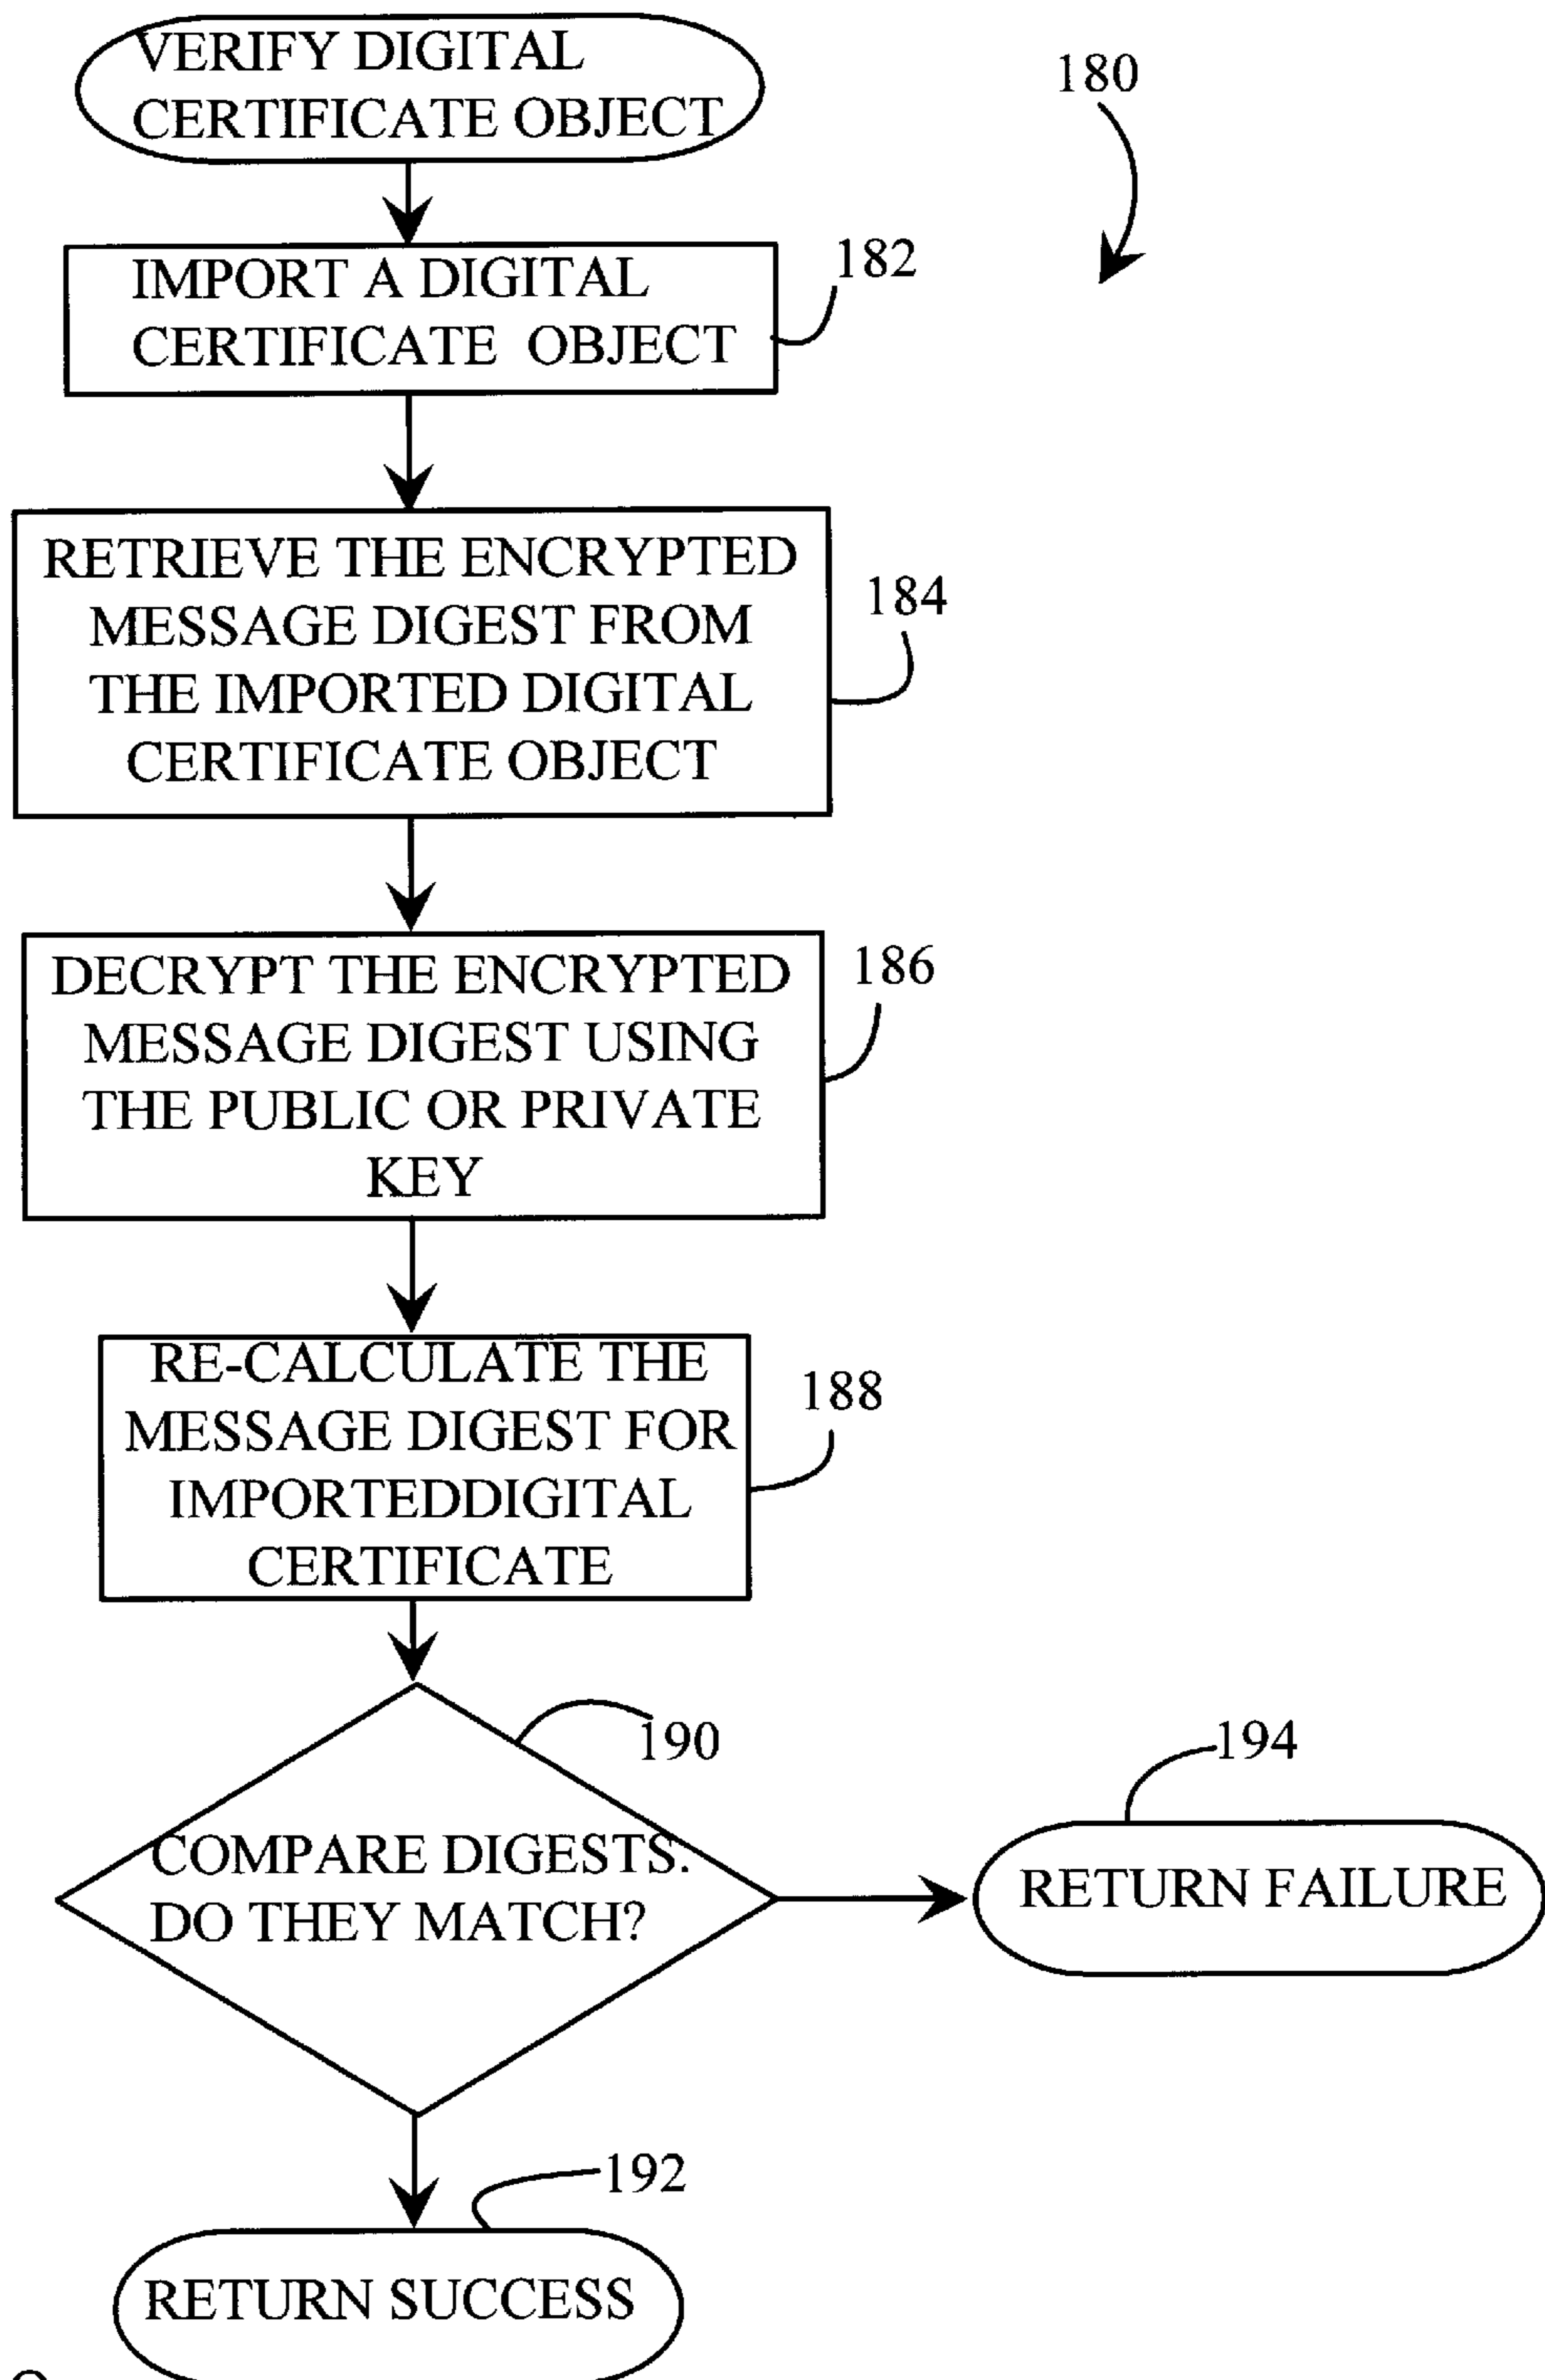 VERIFY DIGITAL
CERTIFICATE OBJECT
180
IMPORT A DIGITAL
CERTIFICATE OBJECT
182
RETRIEVE THE ENCRYPTED
MESSAGE DIGEST FROM
THE IMPORTED DIGITAL
CERTIFICATE OBJECT
184
DECRYPT THE ENCRYPTED
MESSAGE DIGEST USING
THE PUBLIC OR PRIVATE
KEY
186
RE-CALCULATE THE
MESSAGE DIGEST FOR
IMPORTEDDIGITAL
CERTIFICATE
188
190
COMPARE DIGESTS.
DO THEY MATCH?
194
RETURN FAILURE
192
RETURN SUCCESS